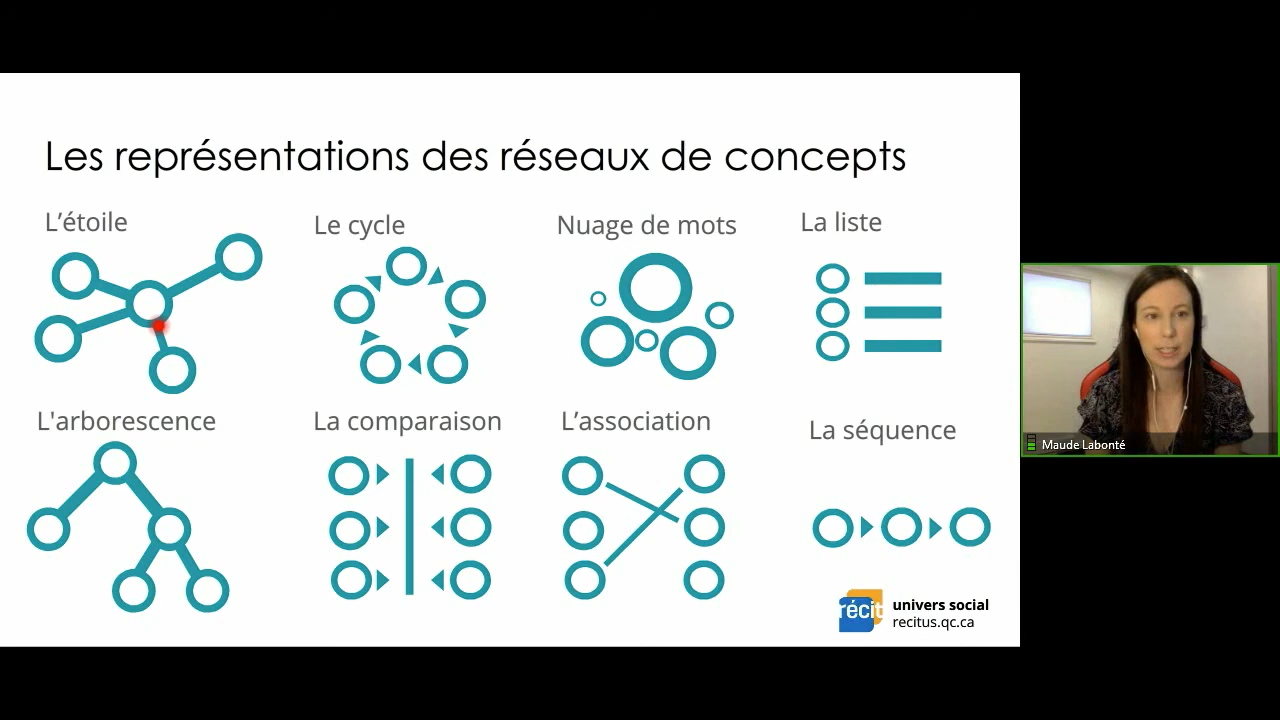 Les représentations des réseaux de concepts
L’étoile
Le cycle
Nuage de mots
La liste
L'arborescence
La comparaison
L’association
La séquence
récit
univers social
recitus.qc.ca
Maude Labonté